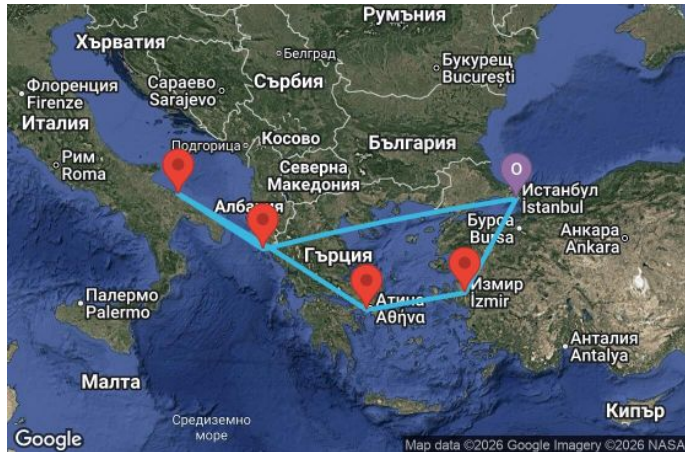 Румъния
Хърватия
Белград
Букурещ
București
Флоренция
Firenze
Сараево
Sarajevo
Сърбия
Италия
Подгорица
Косово
България
Рим
Roma
Северна
Македония
O
Истанбул
İstanbul
Бурса
Bursa
Анкара
Ankara
Гърция
Измир
İzmir
Палермо
Palermo
Атина
Αθήνα
Анталия
Antalya
Малта
Средиземно
море
Кипър
Google
Map data ©2026 Google Imagery ©2026 NASA